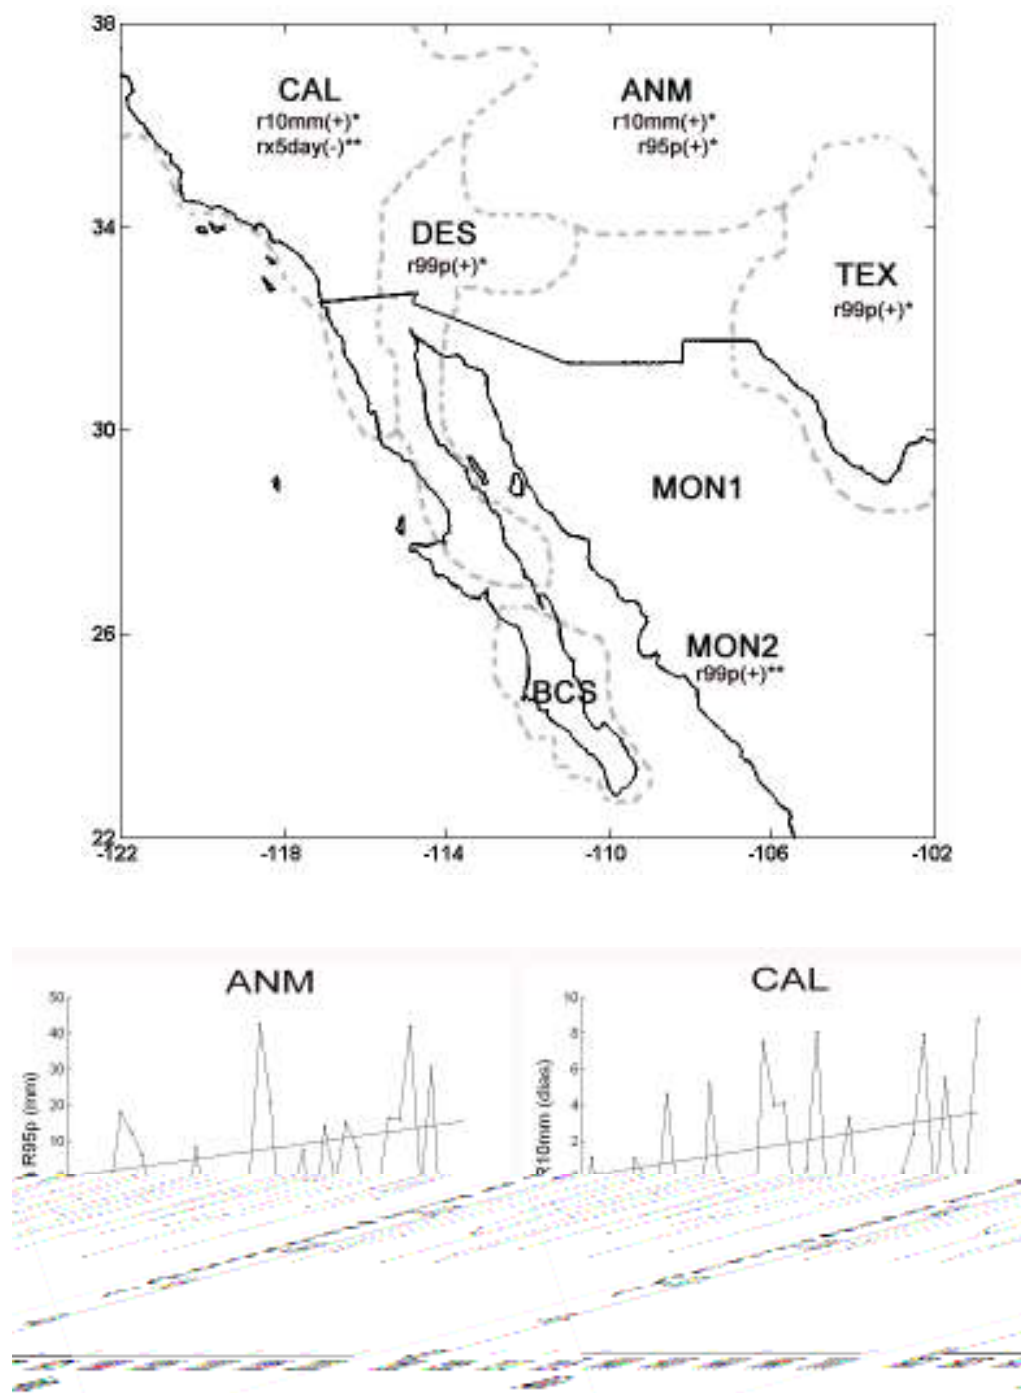 38
CAL
r10mm(+)*
rx5day(-)**
ANM
r10mm(+)*
r95p(+)*
34
DES
r99p(+)*
TEX
r99p(+)*
30
MON1
26
MON2
r99p(+)**
BCS
22
-122
-118
-114
-110
-106
-102
ANM
50
40
30
20
10
R95p (mm)
CAL
10
8
6
4
2
R10mm (dias)